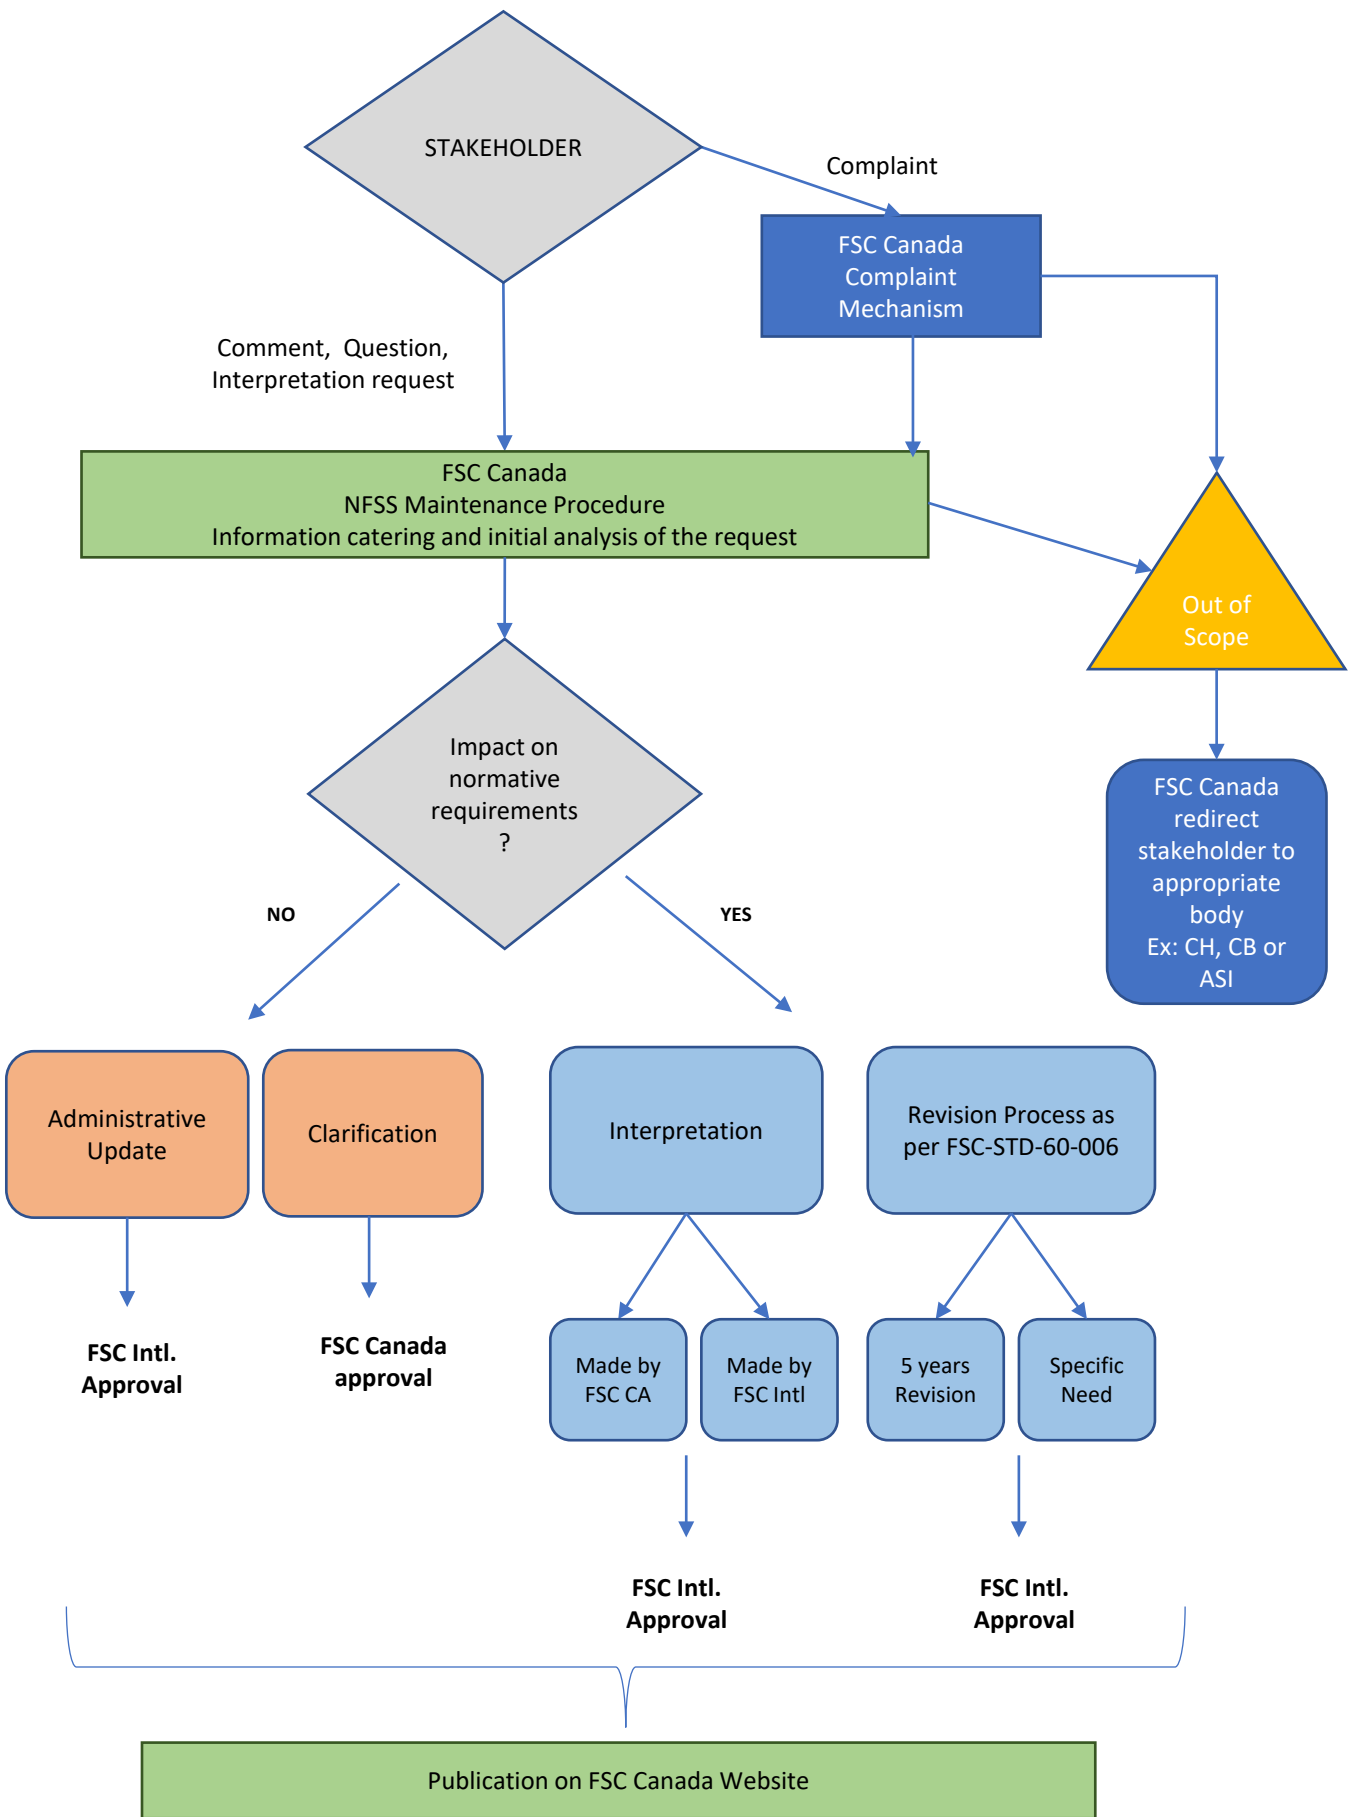 STAKEHOLDER
Complaint
FSC Canada
Complaint
Mechanism
Comment, Question,
Interpretation request
FSC Canada
NFSS Maintenance Procedure
Information catering and initial analysis of the request
Out of
Scope
Impact on
normative
requirements
?
FSC Canada
redirect
stakeholder to
appropriate
body
Ex: CH, CB or
ASI
NO
YES
Administrative
Update
Clarification
Interpretation
Revision Process as
per FSC-STD-60-006
FSC Intl.
Approval
FSC Canada
approval
Made by
FSC CA
Made by
FSC Intl
5 years
Revision
Specific
Need
FSC Intl.
Approval
FSC Intl.
Approval
Publication on FSC Canada Website